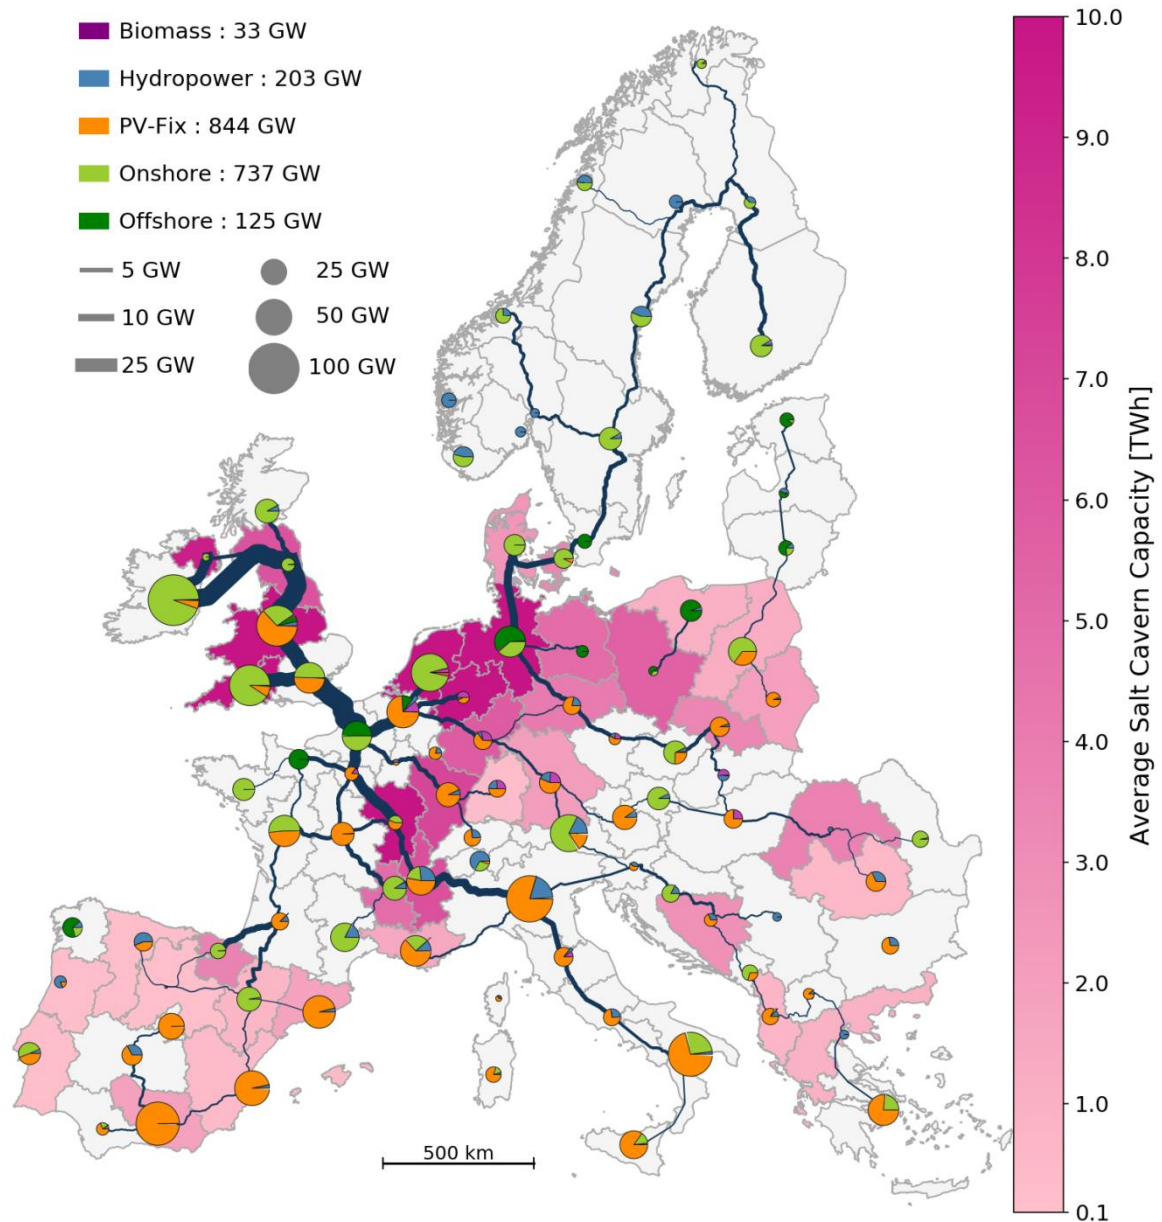 Biomass : 33 GW
Hydropower : 203 GW
PV-Fix : 844 GW
Onshore : 737 GW
Offshore : 125 GW
5 GW 25 GW
10 GW 50 GW
25 GW 100 GW
500 km
10.0
9.0
8.0
7.0
6.0
5.0
4.0
3.0
2.0
1.0
0.1
Average Salt Cavern Capacity [TWh]